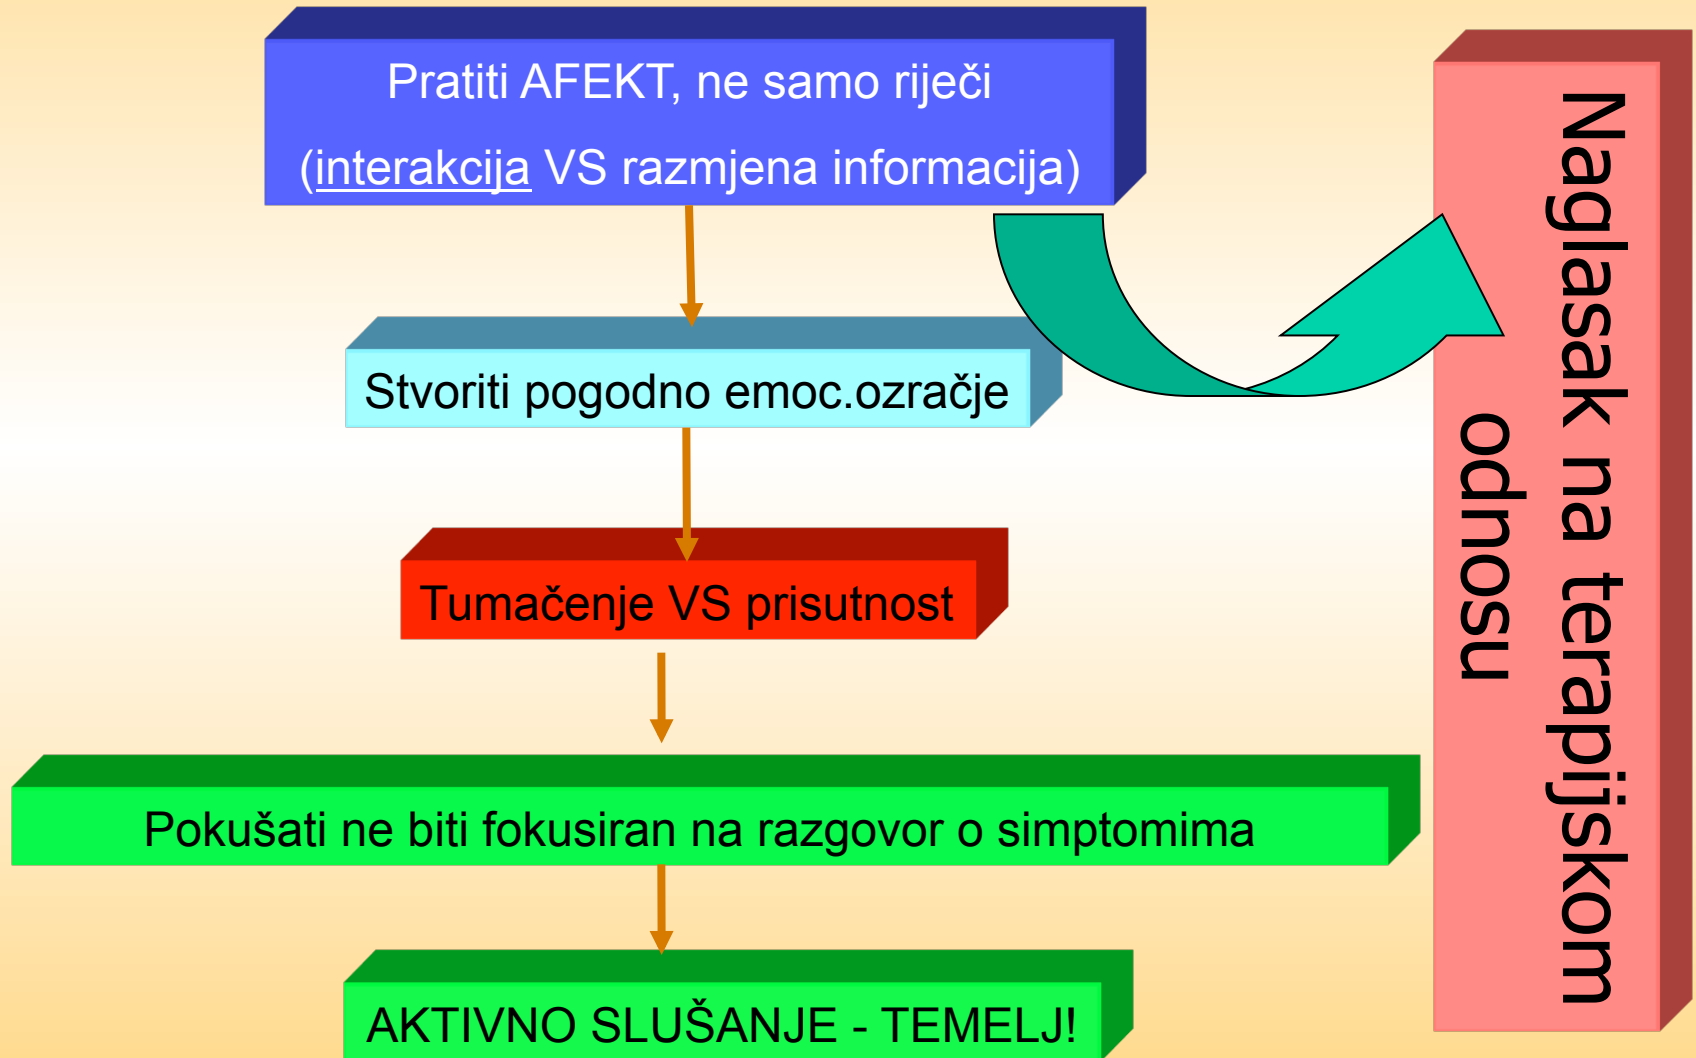 Pratiti AFEKT, ne samo riječi
(interakcija VS razmjena informacija)
Stvoriti pogodno emoc.ozračje
Tumačenje VS prisutnost
Pokušati ne biti fokusiran na razgovor o simptomima
AKTIVNO SLUŠANJE - TEMELJ!
Naglasak na terapijskom
odnosu